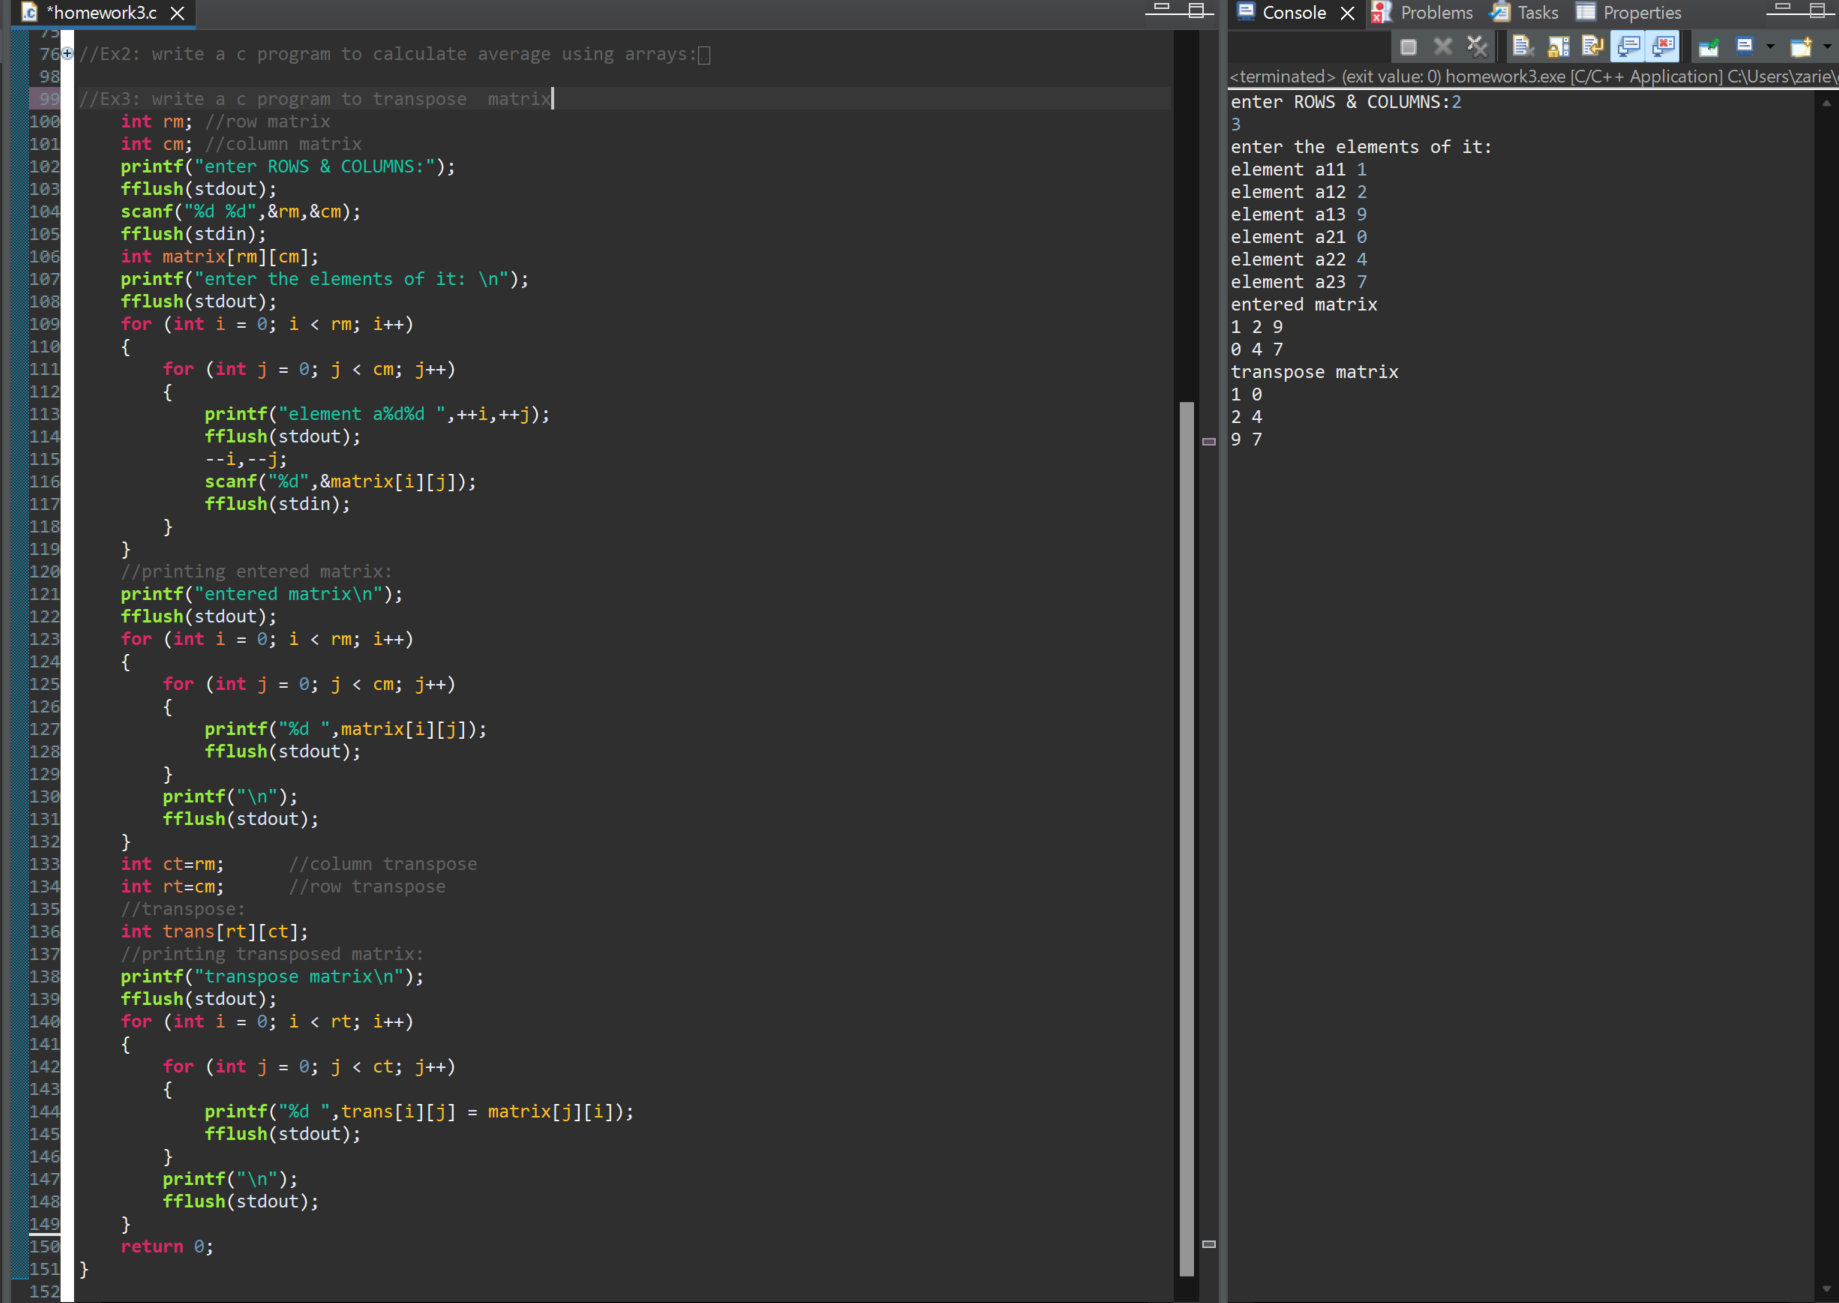 *homework3.c
75
76 //Ex2: write a c program to calculate average using arrays:
98
99 //Ex3: write a c program to transpose  matrix
100     int rm; //row matrix
101     int cm; //column matrix
102     printf("enter ROWS & COLUMNS:");
103     fflush(stdout);
104     scanf("%d %d",&rm,&cm);
105     fflush(stdin);
106     int matrix[rm][cm];
107     printf("enter the elements of it: \n");
108     fflush(stdout);
109     for (int i = 0; i < rm; i++)
110     {
111         for (int j = 0; j < cm; j++)
112         {
113             printf("element a%d%d ",++i,++j);
114             fflush(stdout);
115             --i,--j;
116             scanf("%d",&matrix[i][j]);
117             fflush(stdin);
118         }
119     }
120     //printing entered matrix:
121     printf("entered matrix\n");
122     fflush(stdout);
123     for (int i = 0; i < rm; i++)
124     {
125         for (int j = 0; j < cm; j++)
126         {
127             printf("%d ",matrix[i][j]);
128             fflush(stdout);
129         }
130         printf("\n");
131         fflush(stdout);
132     }
133     int ct=rm;      //column transpose
134     int rt=cm;      //row transpose
135     //transpose:
136     int trans[rt][ct];
137     //printing transposed matrix:
138     printf("transpose matrix\n");
139     fflush(stdout);
140     for (int i = 0; i < rt; i++)
141     {
142         for (int j = 0; j < ct; j++)
143         {
144             printf("%d ",trans[i][j] = matrix[j][i]);
145             fflush(stdout);
146         }
147         printf("\n");
148         fflush(stdout);
149     }
150     return 0;
151 }
152
Console Problems Tasks Properties
<terminated> (exit value: 0) homework3.exe [C/C++ Application] C:\Users\zarie\
enter ROWS & COLUMNS:2
3
enter the elements of it:
element a11 1
element a12 2
element a13 9
element a21 0
element a22 4
element a23 7
entered matrix
1 2 9
0 4 7
transpose matrix
1 0
2 4
9 7